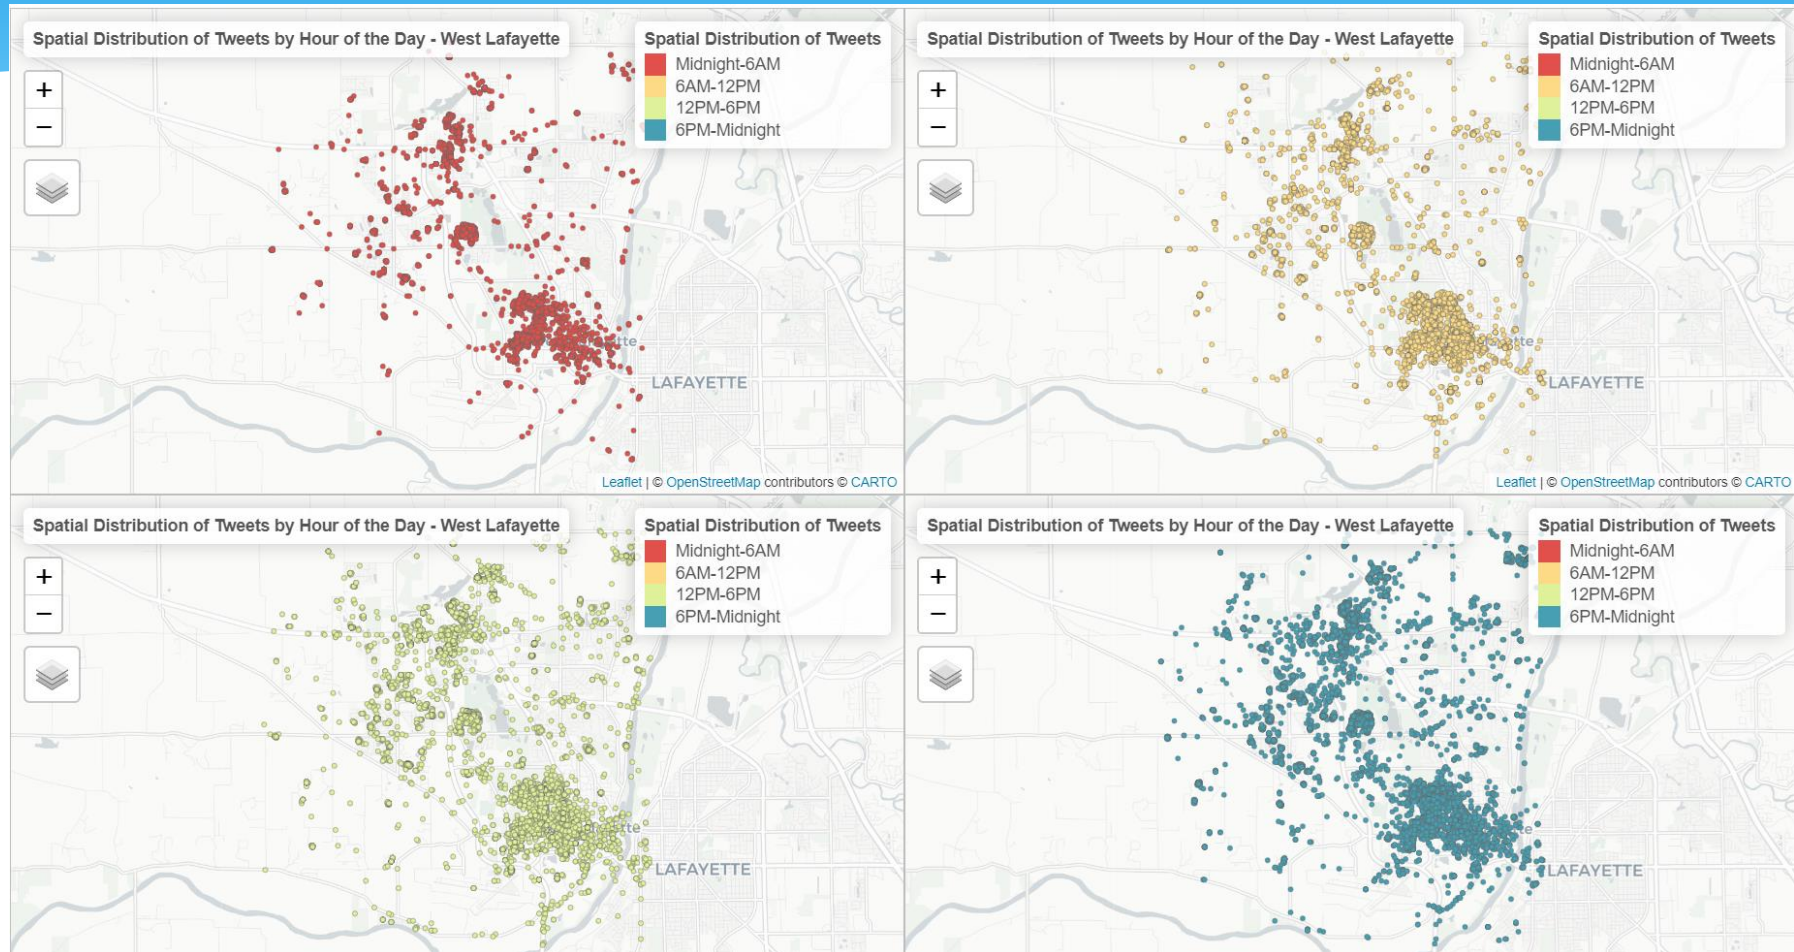 Spatial Distribution of Tweets by Hour of the Day - West Lafayette
Spatial Distribution of Tweets
Midnight-6AM
6AM-12PM
12PM-6PM
6PM-Midnight
+
−
LAFAYETTE
Leaflet | © OpenStreetMap contributors © CARTO
Spatial Distribution of Tweets by Hour of the Day - West Lafayette
Spatial Distribution of Tweets
Midnight-6AM
6AM-12PM
12PM-6PM
6PM-Midnight
+
−
LAFAYETTE
Leaflet | © OpenStreetMap contributors © CARTO
Spatial Distribution of Tweets by Hour of the Day - West Lafayette
Spatial Distribution of Tweets
Midnight-6AM
6AM-12PM
12PM-6PM
6PM-Midnight
+
−
LAFAYETTE
Spatial Distribution of Tweets by Hour of the Day - West Lafayette
Spatial Distribution of Tweets
Midnight-6AM
6AM-12PM
12PM-6PM
6PM-Midnight
+
−
LAFAYETTE